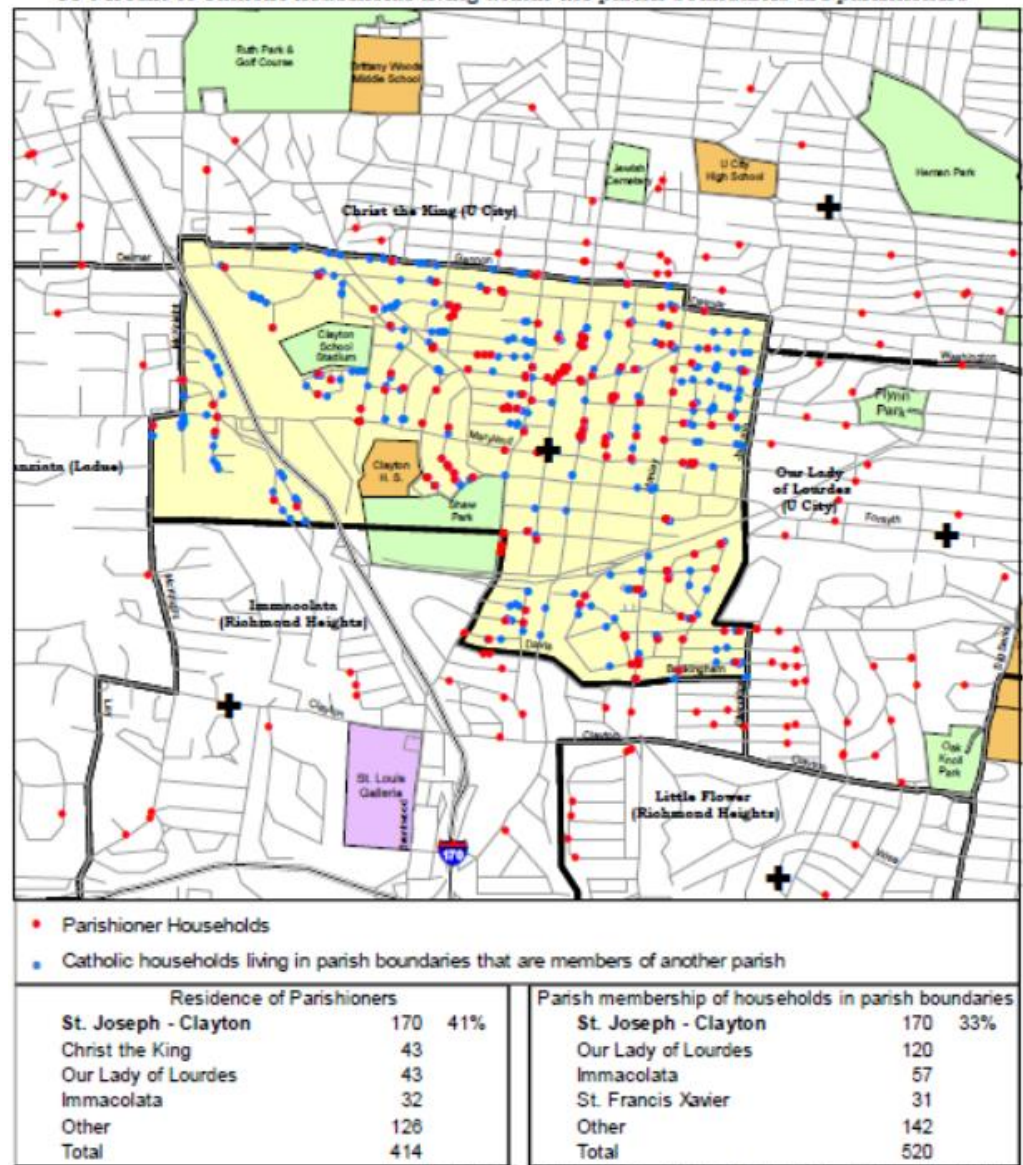 Ruth Park &
Golf Course
Brittany Woods
Middle School
Jewish
Cemetery
U City
High School
Heman Park
Christ the King (U City)
Delmar
Gannon
Clayton
School
Stadium
Washington
Flynn
Park
Maryland
Clayton
H. S.
Shaw
Park
Our Lady
of Lourdes
(U City)
Forsyth
McKnight
(Richmond Heights)
Davis
Buckingham
Clayton
Clayton
St. Louis
Galleria
Oak
Knoll
Park
Little Flower
(Richmond Heights)
Wise
170
Parishioner Households
Catholic households living in parish boundaries that are members of another parish
Residence of Parishioners
St. Joseph - Clayton 170 41%
Christ the King 43
Our Lady of Lourdes 43
Immacolata 32
Other 126
Total 414
Parish membership of households in parish boundaries
St. Joseph - Clayton 170 33%
Our Lady of Lourdes 120
Immacolata 57
St. Francis Xavier 31
Other 142
Total 520